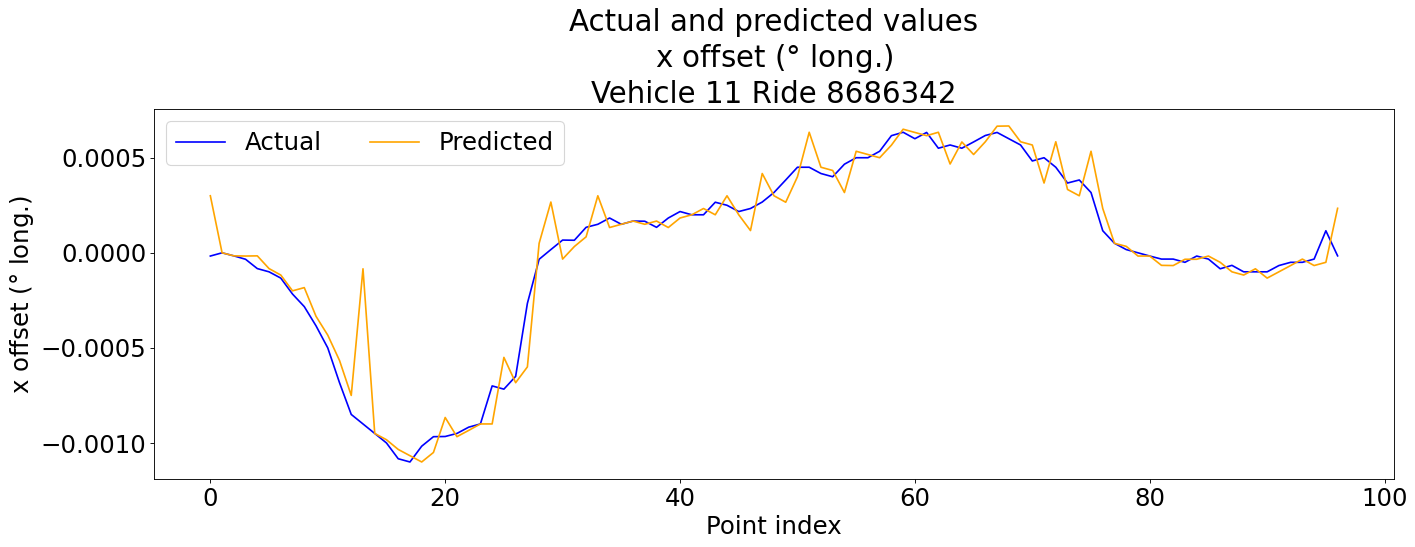 Actual and predicted values
x offset (° long.)
Vehicle 11 Ride 8686342
Actual
Predicted
x offset (° long.)
0.0005
0.0000
−0.0005
−0.0010
0
20
40
60
80
100
Point index